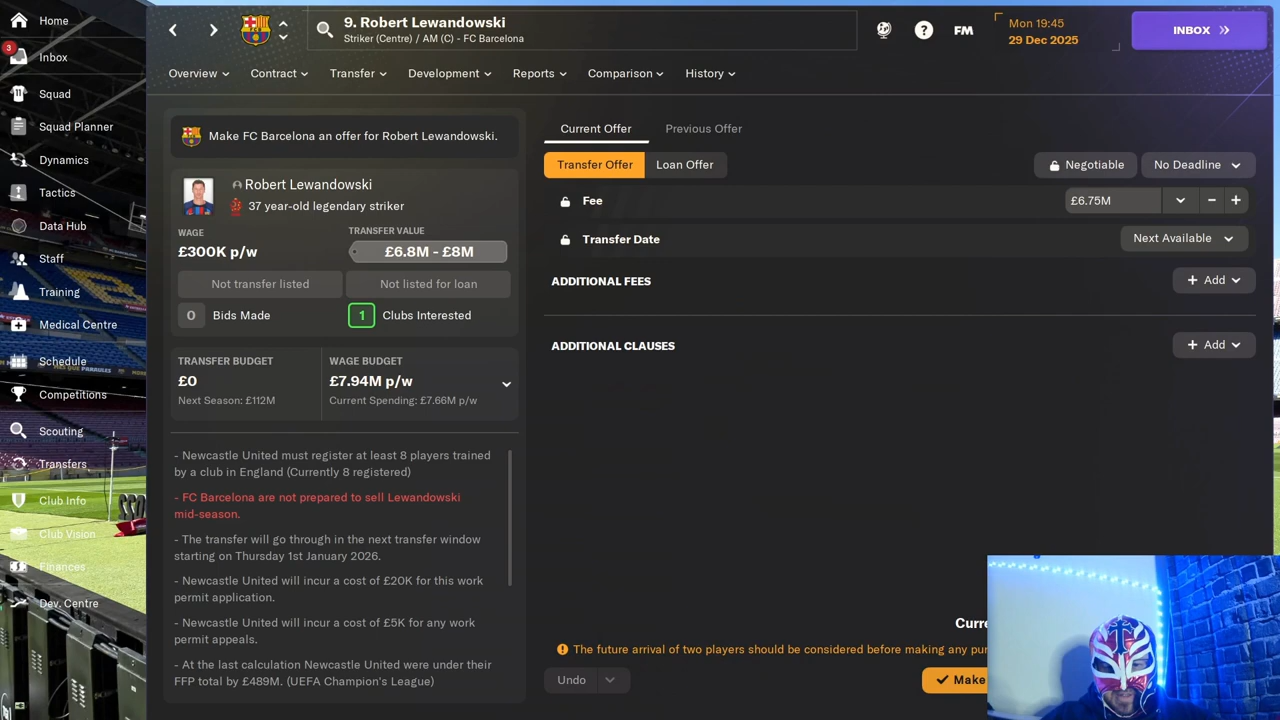 Home
3
Inbox
Squad
Squad Planner
Dynamics
Tactics
Data Hub
Staff
Training
Medical Centre
Schedule
Competitions
Scouting
Transfers
Club Info
Club Vision
Finances
Dev. Centre
9. Robert Lewandowski
Striker (Centre) / AM (C) - FC Barcelona
?
FM
Mon 19:45
29 Dec 2025
INBOX
Overview
Contract
Transfer
Development
Reports
Comparison
History
Make FC Barcelona an offer for Robert Lewandowski.
Robert Lewandowski
37 year-old legendary striker
WAGE
£300K p/w
TRANSFER VALUE
£6.8M - £8M
Not transfer listed
Not listed for loan
0 Bids Made
1 Clubs Interested
TRANSFER BUDGET
£0
Next Season: £112M
WAGE BUDGET
£7.94M p/w
Current Spending: £7.66M p/w
- Newcastle United must register at least 8 players trained
by a club in England (Currently 8 registered)
- FC Barcelona are not prepared to sell Lewandowski
mid-season.
- The transfer will go through in the next transfer window
starting on Thursday 1st January 2026.
- Newcastle United will incur a cost of £20K for this work
permit application.
- Newcastle United will incur a cost of £5K for any work
permit appeals.
- At the last calculation Newcastle United were under their
FFP total by £489M. (UEFA Champion's League)
Current Offer
Previous Offer
Transfer Offer
Loan Offer
Negotiable
No Deadline
Fee
£6.75M
Transfer Date
Next Available
ADDITIONAL FEES
+ Add
ADDITIONAL CLAUSES
+ Add
Curre
The future arrival of two players should be considered before making any pur
Undo
Make